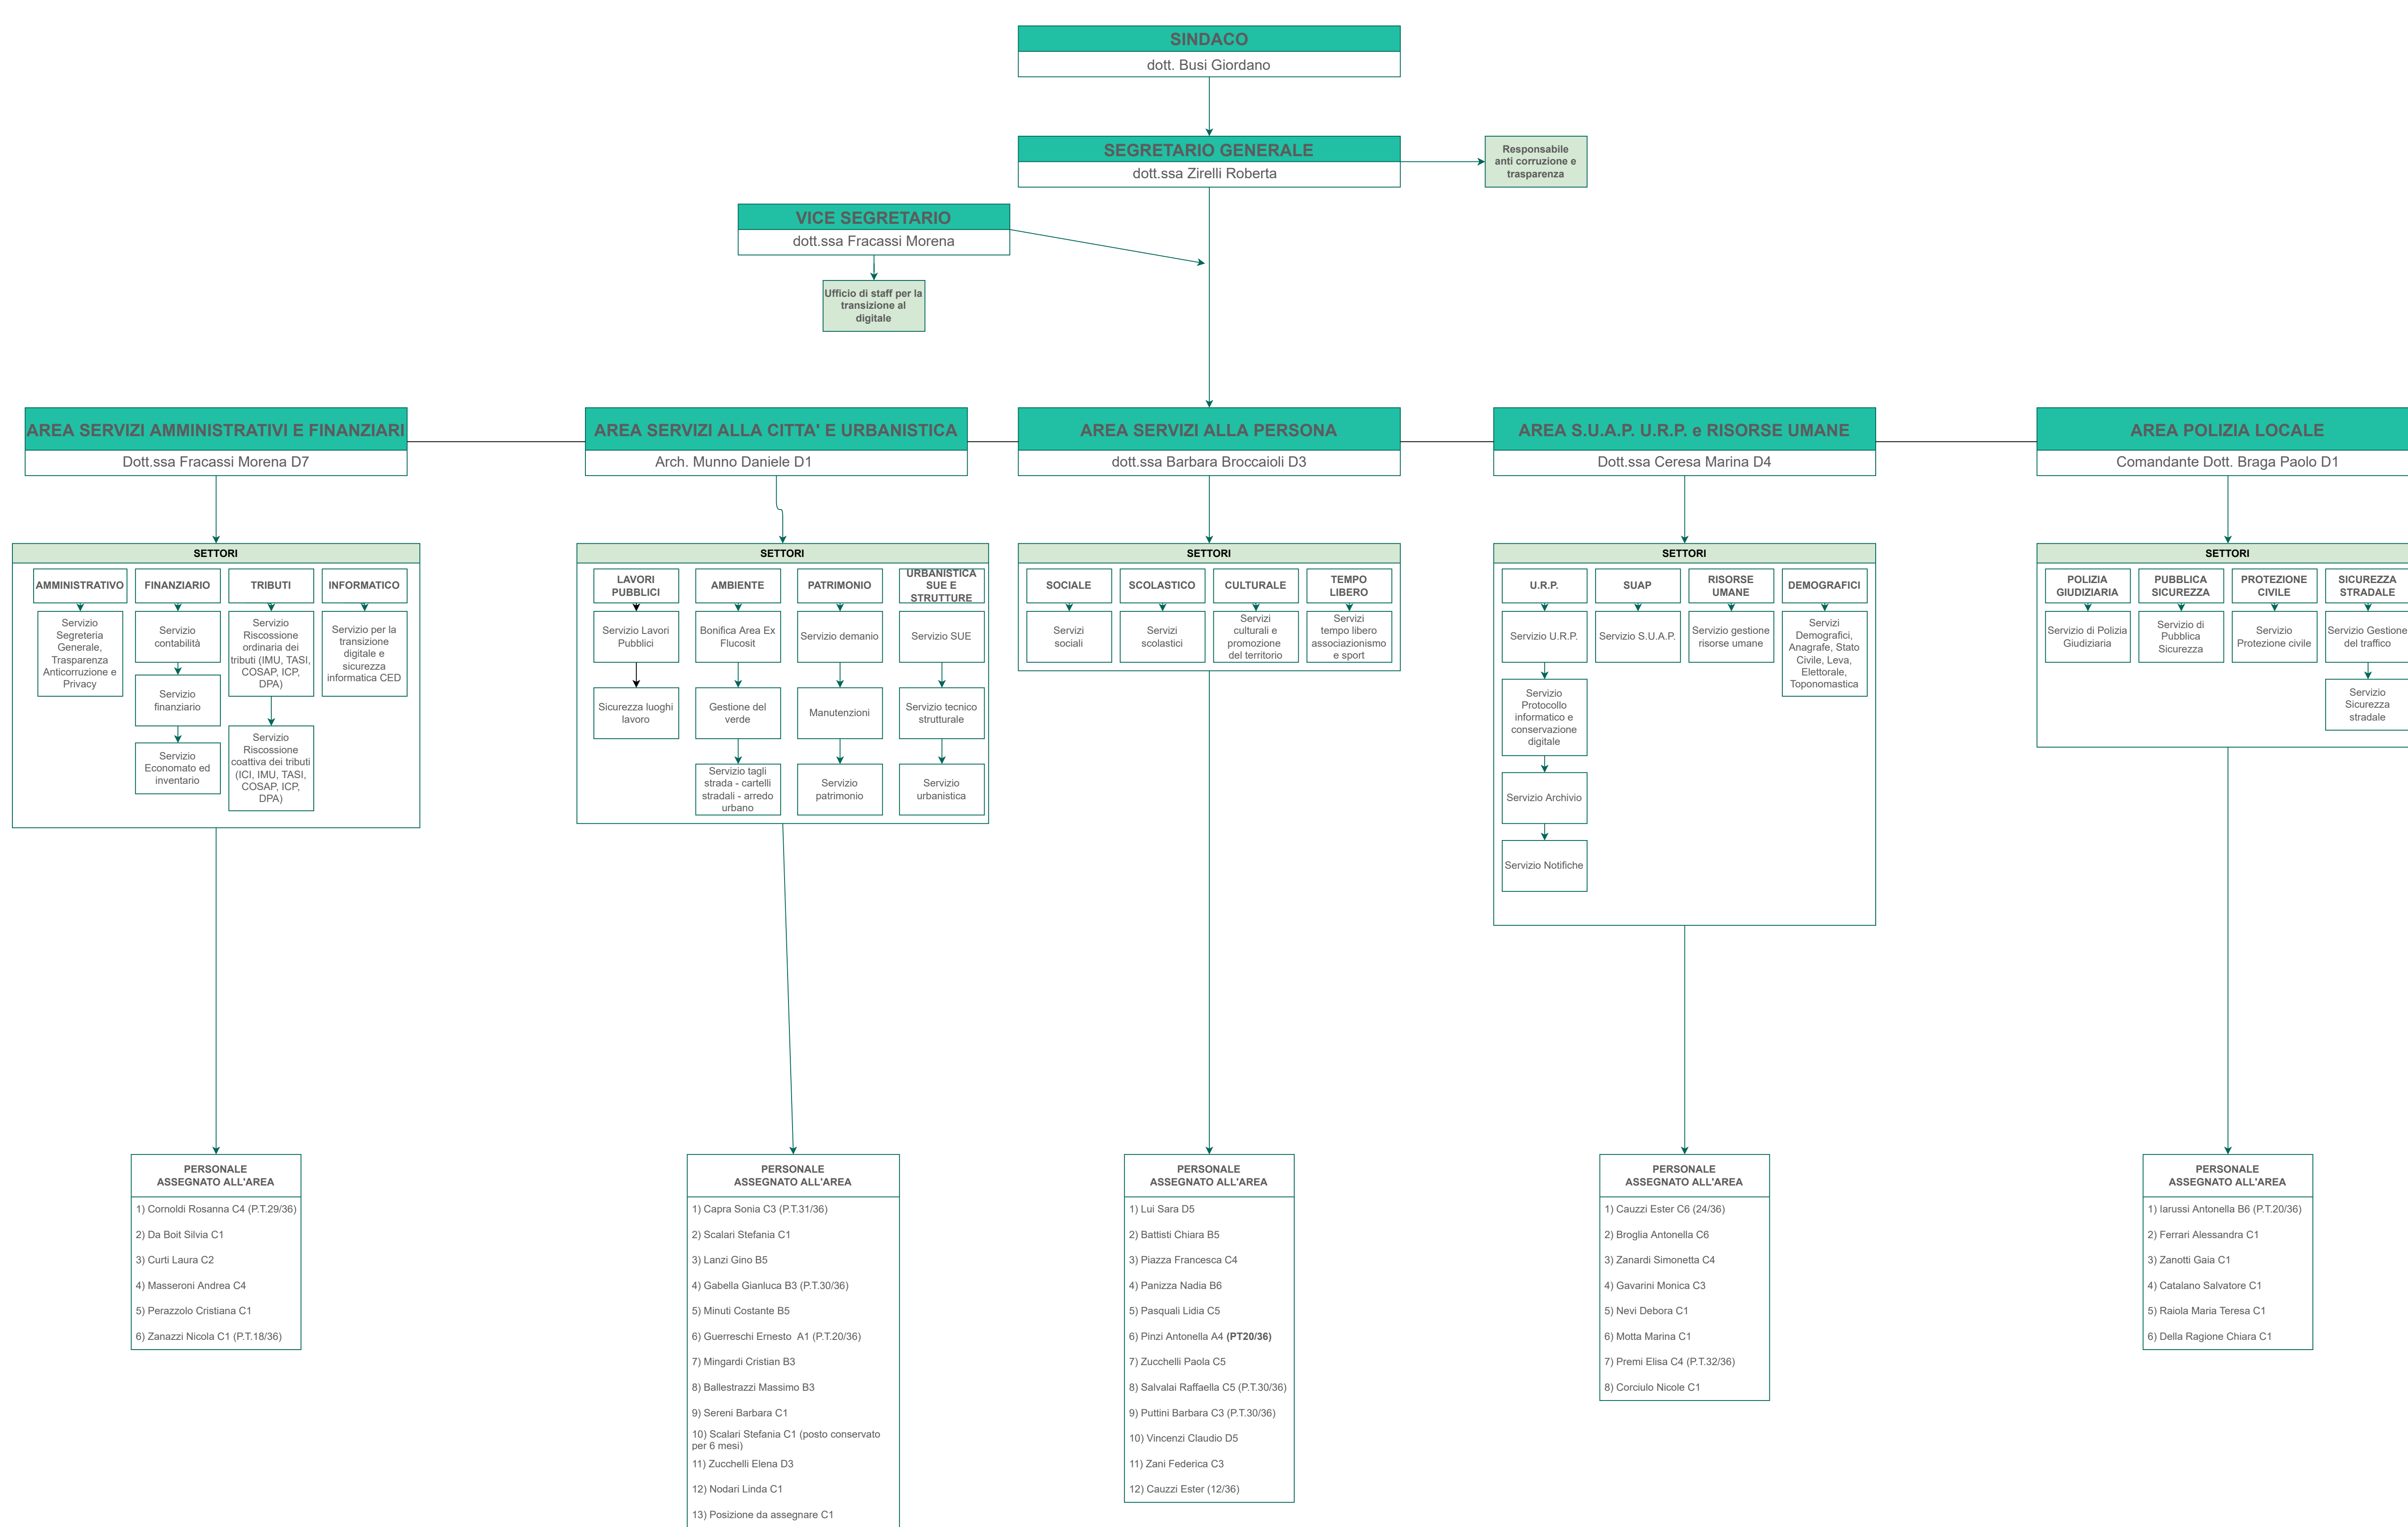 SINDACO
dott. Busi Giordano
SEGRETARIO GENERALE
dott.ssa Zirelli Roberta
Responsabile
anti corruzione e
trasparenza
VICE SEGRETARIO
dott.ssa Fracassi Morena
Ufficio di staff per la
transizione al
digitale
AREA SERVIZI AMMINISTRATIVI E FINANZIARI
Dott.ssa Fracassi Morena D7
AREA SERVIZI ALLA CITTA' E URBANISTICA
Arch. Munno Daniele D1
AREA SERVIZI ALLA PERSONA
dott.ssa Barbara Broccaioli D3
AREA S.U.A.P. U.R.P. e RISORSE UMANE
Dott.ssa Ceresa Marina D4
AREA POLIZIA LOCALE
Comandante Dott. Braga Paolo D1
SETTORI
AMMINISTRATIVO
Servizio
Segreteria
Generale,
Trasparenza
Anticorruzione e
Privacy
FINANZIARIO
Servizio
contabilità
Servizio
finanziario
Servizio
Economato ed
inventario
TRIBUTI
Servizio
Riscossione
ordinaria dei
tributi (IMU, TASI,
COSAP, ICP,
DPA)
Servizio
Riscossione
coattiva dei tributi
(ICI, IMU, TASI,
COSAP, ICP,
DPA)
INFORMATICO
Servizio per la
transizione
digitale e
sicurezza
informatica CED
SETTORI
LAVORI
PUBBLICI
Servizio Lavori
Pubblici
Sicurezza luoghi
lavoro
AMBIENTE
Bonifica Area Ex
Flucosit
Gestione del
verde
Servizio tagli
strada - cartelli
stradali - arredo
urbano
PATRIMONIO
Servizio demanio
Manutenzioni
Servizio
patrimonio
URBANISTICA
SUE E
STRUTTURE
Servizio SUE
Servizio tecnico
strutturale
Servizio
urbanistica
SETTORI
SOCIALE
Servizi
sociali
SCOLASTICO
Servizi
scolastici
CULTURALE
Servizi
culturali e
promozione
del territorio
TEMPO
LIBERO
Servizi
tempo libero
associazionismo
e sport
SETTORI
U.R.P.
Servizio U.R.P.
Servizio
Protocollo
informatico e
conservazione
digitale
Servizio Archivio
Servizio Notifiche
SUAP
Servizio S.U.A.P.
RISORSE
UMANE
Servizio gestione
risorse umane
DEMOGRAFICI
Servizi
Demografici,
Anagrafe, Stato
Civile, Leva,
Elettorale,
Toponomastica
SETTORI
POLIZIA
GIUDIZIARIA
Servizio di Polizia
Giudiziaria
PUBBLICA
SICUREZZA
Servizio di
Pubblica
Sicurezza
PROTEZIONE
CIVILE
Servizio
Protezione civile
SICUREZZA
STRADALE
Servizio Gestione
del traffico
Servizio
Sicurezza
stradale
PERSONALE
ASSEGNATO ALL'AREA
1) Cornoldi Rosanna C4 (P.T.29/36)
2) Da Boit Silvia C1
3) Curti Laura C2
4) Masseroni Andrea C4
5) Perazzolo Cristiana C1
6) Zanazzi Nicola C1 (P.T.18/36)
PERSONALE
ASSEGNATO ALL'AREA
1) Capra Sonia C3 (P.T.31/36)
2) Scalari Stefania C1
3) Lanzi Gino B5
4) Gabella Gianluca B3 (P.T.30/36)
5) Minuti Costante B5
6) Guerreschi Ernesto  A1 (P.T.20/36)
7) Mingardi Cristian B3
8) Ballestrazzi Massimo B3
9) Sereni Barbara C1
10) Scalari Stefania C1 (posto conservato
per 6 mesi)
11) Zucchelli Elena D3
12) Nodari Linda C1
13) Posizione da assegnare C1
PERSONALE
ASSEGNATO ALL'AREA
1) Lui Sara D5
2) Battisti Chiara B5
3) Piazza Francesca C4
4) Panizza Nadia B6
5) Pasquali Lidia C5
6) Pinzi Antonella A4 (PT20/36)
7) Zucchelli Paola C5
8) Salvalai Raffaella C5 (P.T.30/36)
9) Puttini Barbara C3 (P.T.30/36)
10) Vincenzi Claudio D5
11) Zani Federica C3
12) Cauzzi Ester (12/36)
PERSONALE
ASSEGNATO ALL'AREA
1) Cauzzi Ester C6 (24/36)
2) Broglia Antonella C6
3) Zanardi Simonetta C4
4) Gavarini Monica C3
5) Nevi Debora C1
6) Motta Marina C1
7) Premi Elisa C4 (P.T.32/36)
8) Corciulo Nicole C1
PERSONALE
ASSEGNATO ALL'AREA
1) Iarussi Antonella B6 (P.T.20/36)
2) Ferrari Alessandra C1
3) Zanotti Gaia C1
4) Catalano Salvatore C1
5) Raiola Maria Teresa C1
6) Della Ragione Chiara C1